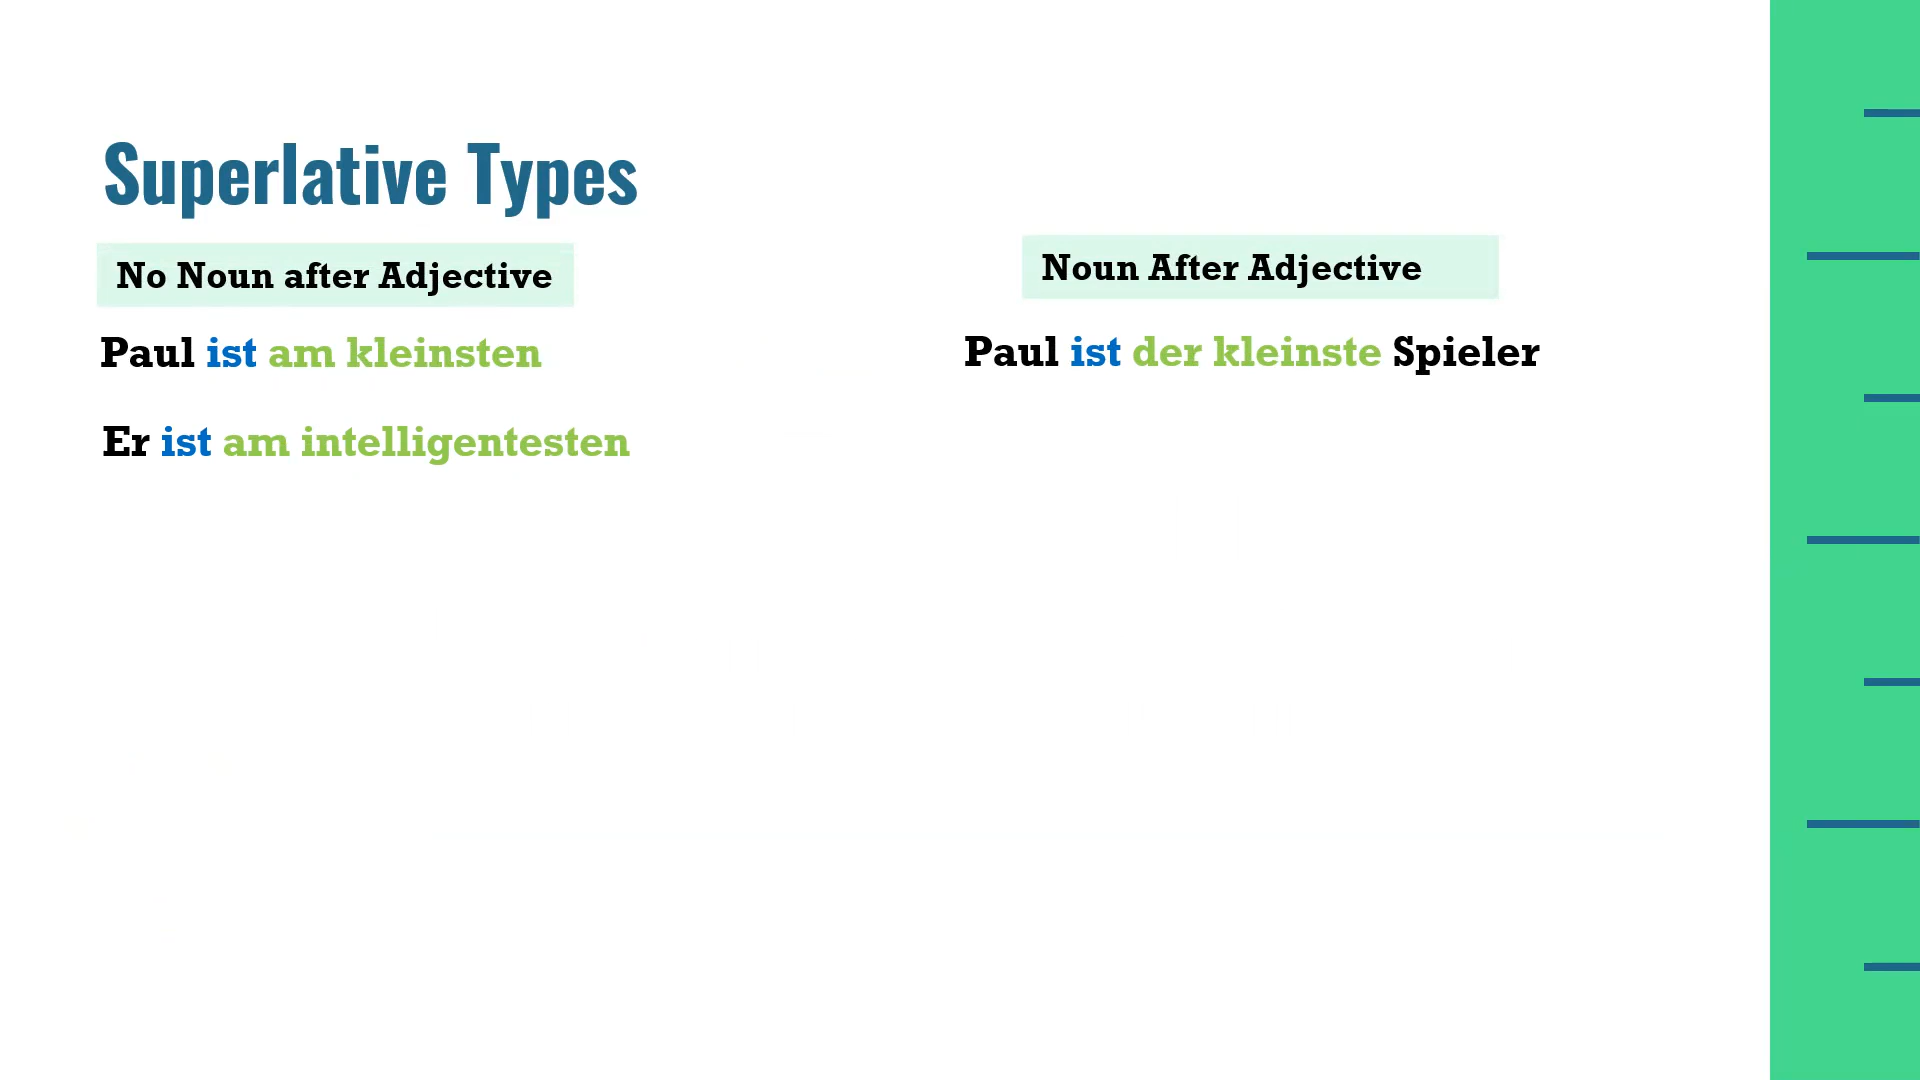 Superlative Types
No Noun after Adjective
Paul ist am kleinsten
Er ist am intelligentesten
Noun After Adjective
Paul ist der kleinste Spieler